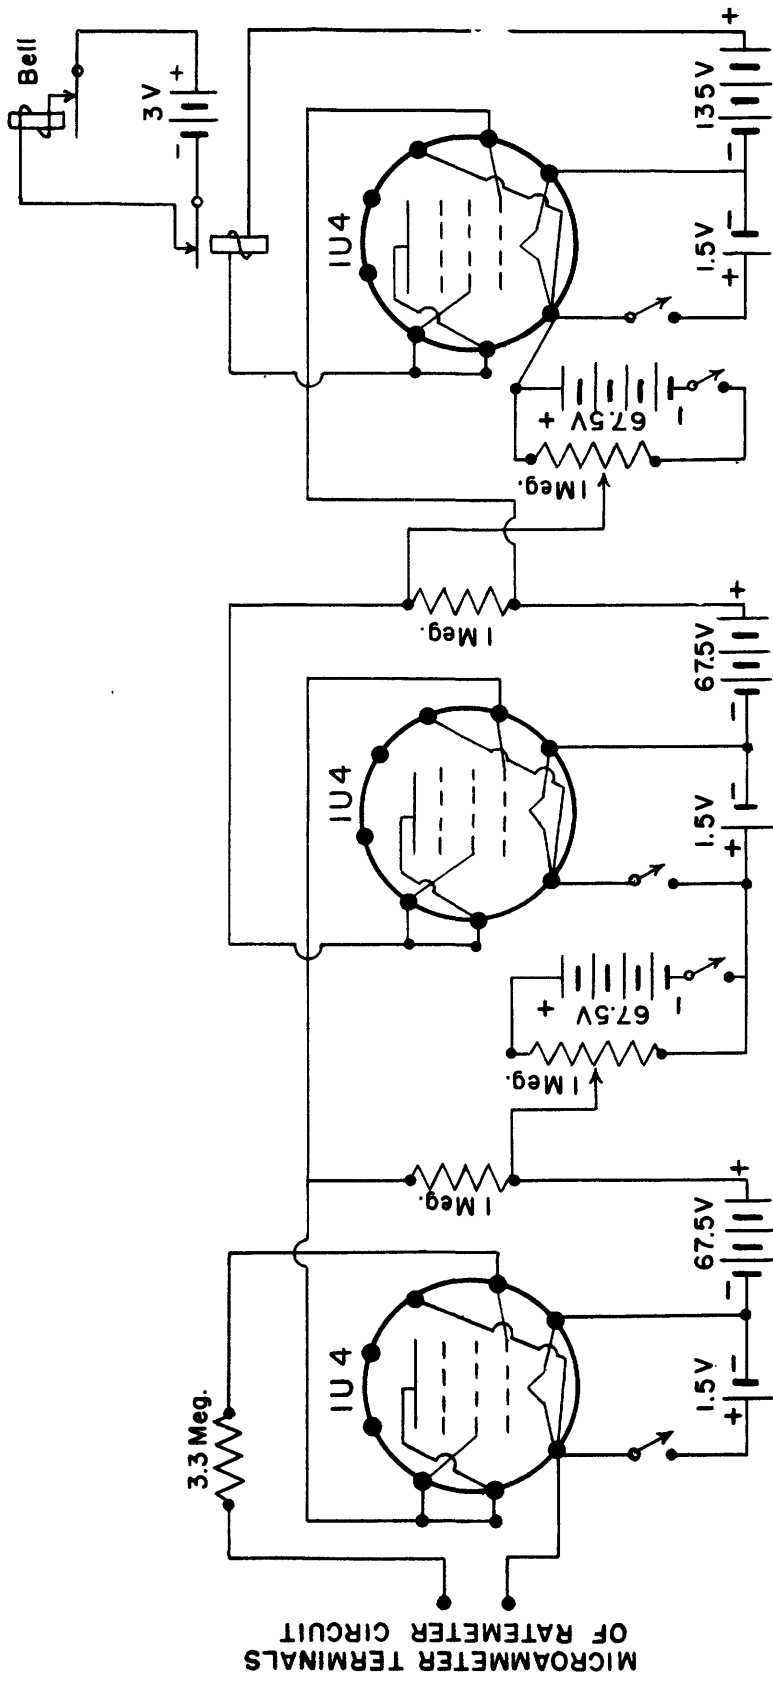 Bell
3 V
+
−
+
135V
−
1U4
−
1.5V
+
+
67.5V
−
1 Meg.
1 Meg.
+
67.5V
−
1U4
−
1.5V
+
+
67.5V
−
1 Meg.
1 Meg.
+
67.5V
−
1U4
−
1.5V
+
3.3 Meg.
MICROAMMETER TERMINALS
OF RATEMETER CIRCUIT